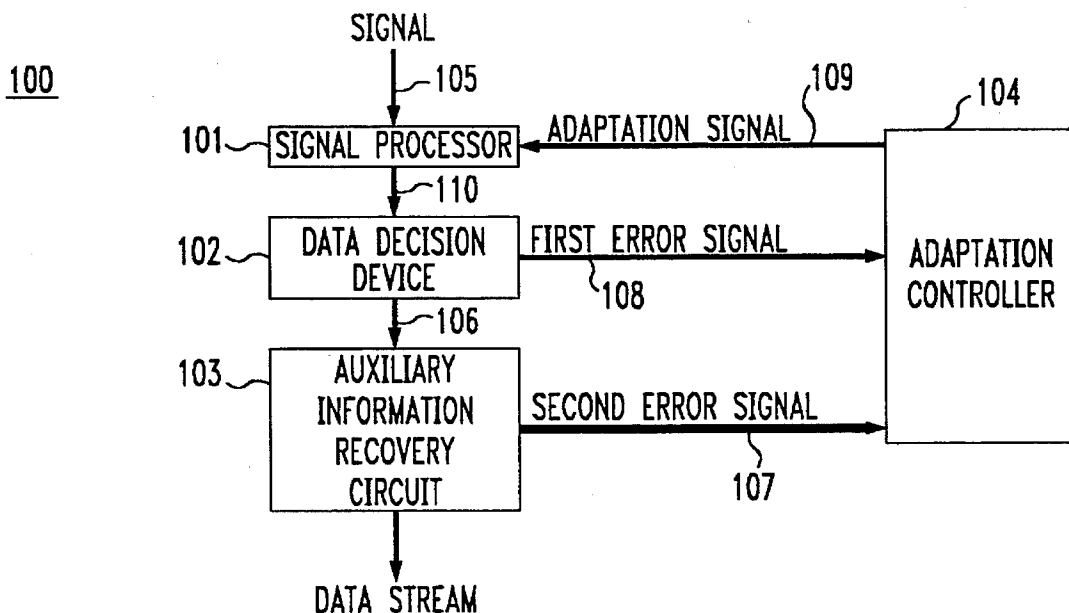 SIGNAL
100
105
109
104
101
SIGNAL PROCESSOR
ADAPTATION SIGNAL
110
102
DATA DECISION
DEVICE
FIRST ERROR SIGNAL
108
ADAPTATION
CONTROLLER
106
103
AUXILIARY
INFORMATION
RECOVERY
CIRCUIT
SECOND ERROR SIGNAL
107
DATA STREAM